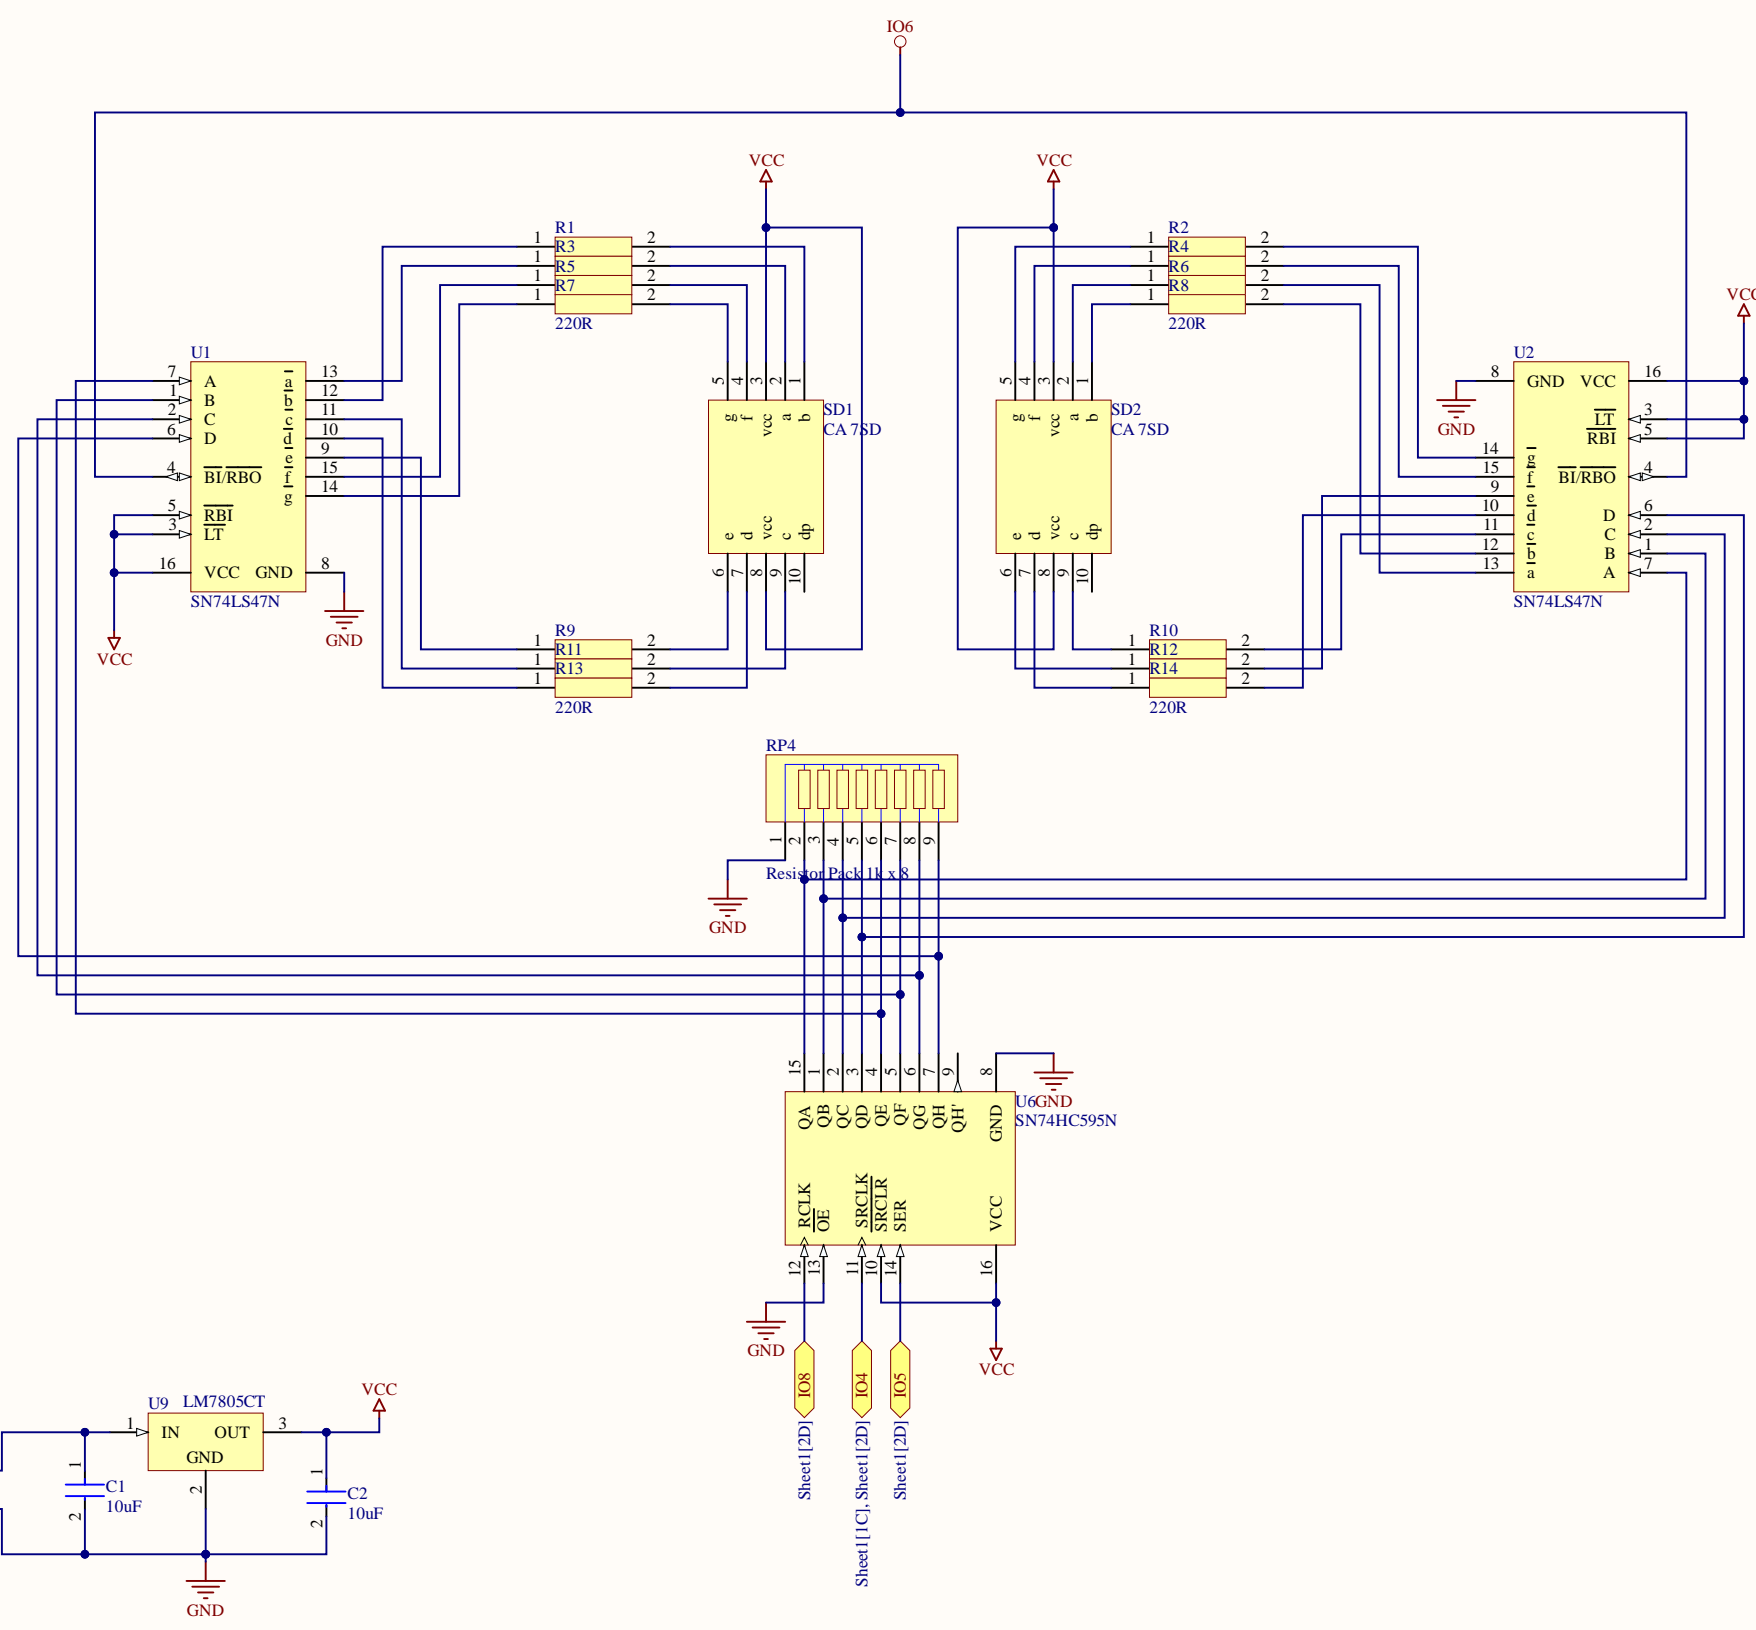 IO6
VCC
VCC
R1
1 2
R3
1 2
R5
1 2
R7
1 2
220R
R2
1 2
R4
1 2
R6
1 2
R8
1 2
220R
VCC
U1
7 A
1 B
2 C
6 D
4 BI/RBO
5 RBI
3 LT
16 VCC
GND 8
a 13
b 12
c 11
d 10
e 9
f 15
g 14
SN74LS47N
VCC
GND
5 4 3 2 1
g f vcc a b
SD1
CA 7SD
e d vcc c dp
6 7 8 9 10
5 4 3 2 1
g f vcc a b
SD2
CA 7SD
e d vcc c dp
6 7 8 9 10
U2
8 GND
VCC 16
LT 3
RBI 5
BI/RBO 4
D 6
C 2
B 1
A 7
14 g
15 f
9 e
10 d
11 c
12 b
13 a
SN74LS47N
GND
R9
1 2
R11
1 2
R13
1 2
220R
R10
1 2
R12
1 2
R14
1 2
220R
RP4
1 2 3 4 5 6 7 8 9
Resistor Pack 1k x 8
GND
15 1 2 3 4 5 6 7 9 8
QA QB QC QD QE QF QG QH QH' GND
U6
GND
SN74HC595N
RCLK OE SRCLK SRCLR SER VCC
12 13 11 10 14 16
GND
VCC
IO8 IO4 IO5
Sheet1[2D]
Sheet1[1C], Sheet1[2D]
Sheet1[2D]
U9 LM7805CT
VCC
1 IN OUT 3
GND
2
1
C1
10uF
2
1
C2
10uF
2
GND